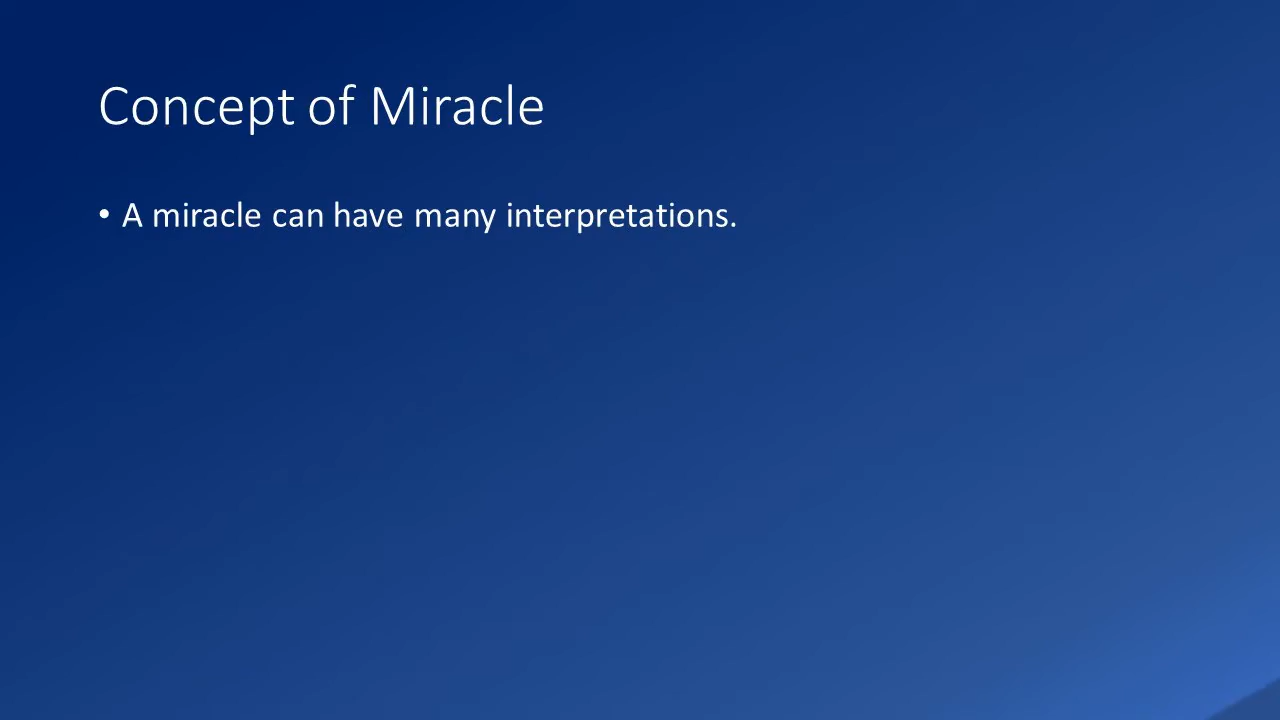 Concept of Miracle
• A miracle can have many interpretations.